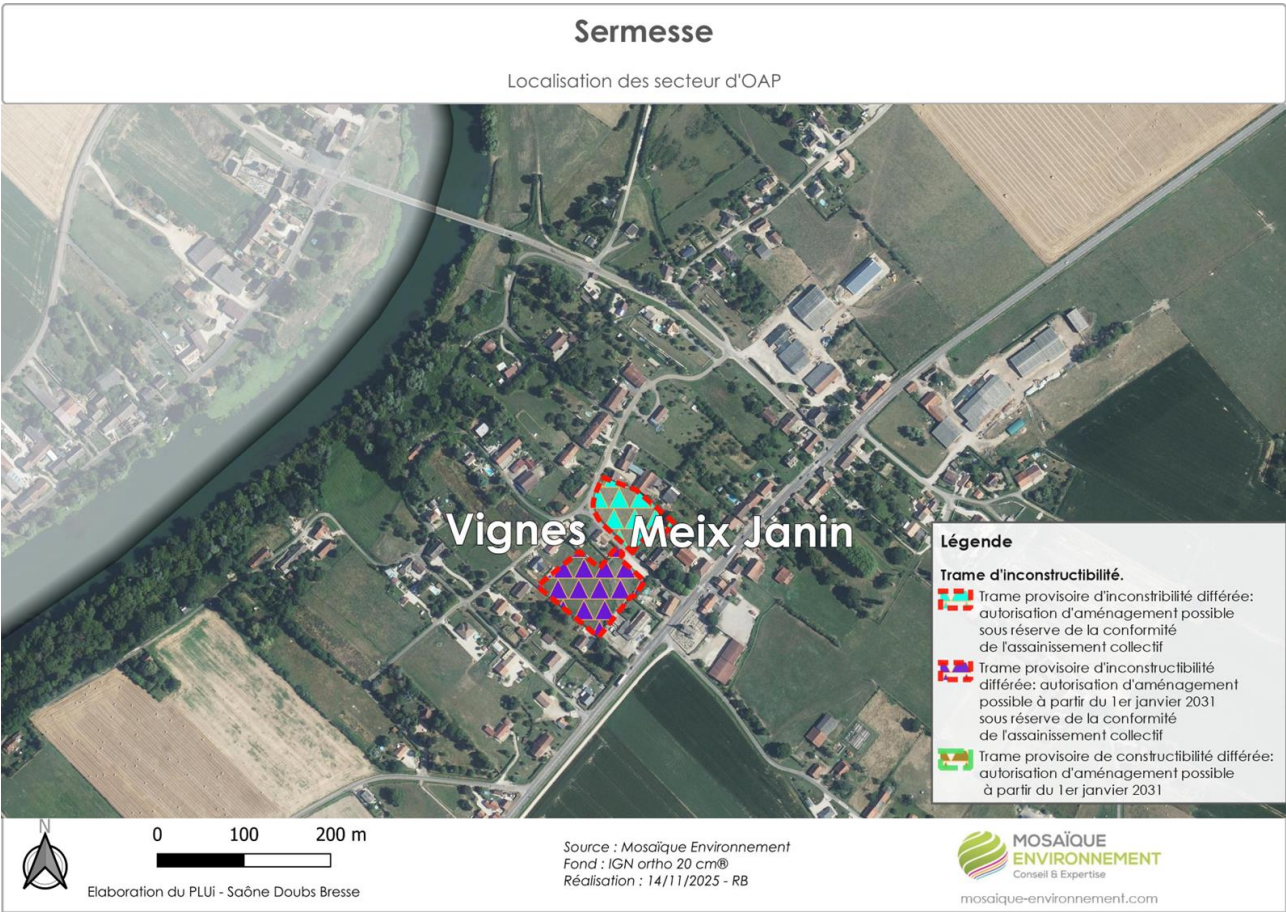 Sermesse
Localisation des secteur d'OAP
Vignes
Meix Janin
Légende
Trame d'inconstructibilité.
Trame provisoire d'inconstribilité différée:
autorisation d'aménagement possible
sous réserve de la conformité
de l'assainissement collectif
Trame provisoire d'inconstructibilité
différée: autorisation d'aménagement
possible à partir du 1er janvier 2031
sous réserve de la conformité
de l'assainissement collectif
Trame provisoire de constructibilité différée:
autorisation d'aménagement possible
à partir du 1er janvier 2031
N
0 100 200 m
Elaboration du PLUi - Saône Doubs Bresse
Source : Mosaïque Environnement
Fond : IGN ortho 20 cm®
Réalisation : 14/11/2025 - RB
MOSAÏQUE
ENVIRONNEMENT
Conseil & Expertise
mosaique-environnement.com